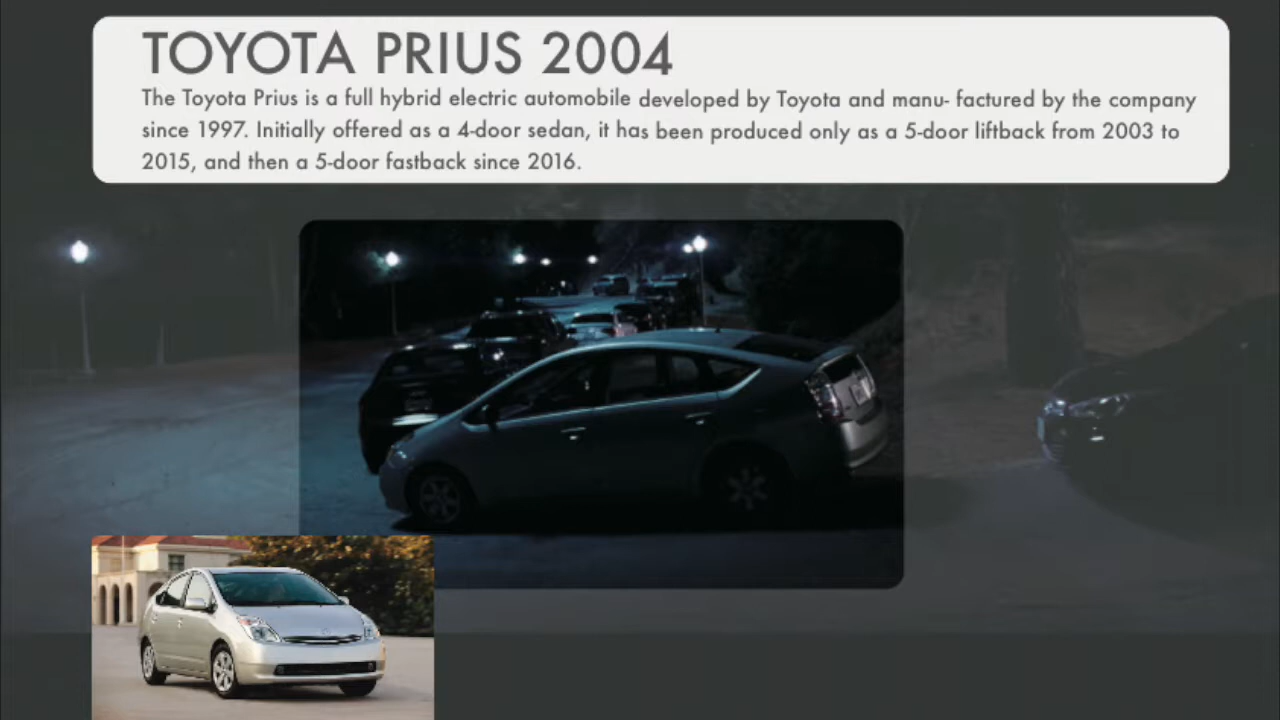 TOYOTA PRIUS 2004
The Toyota Prius is a full hybrid electric automobile developed by Toyota and manu- factured by the company
since 1997. Initially offered as a 4-door sedan, it has been produced only as a 5-door liftback from 2003 to
2015, and then a 5-door fastback since 2016.